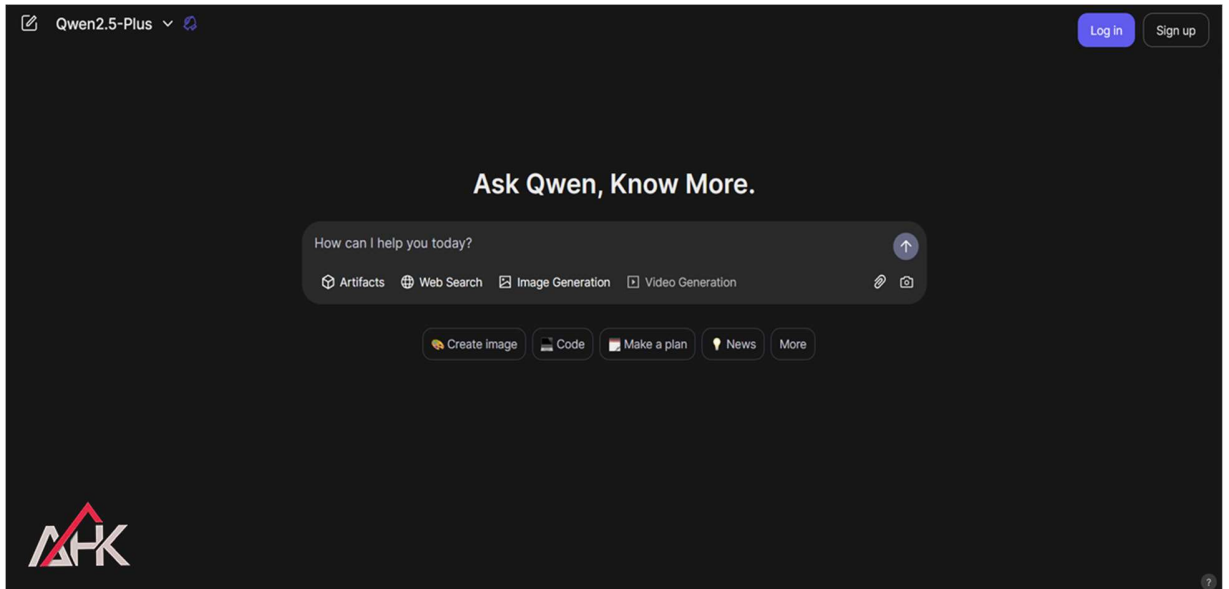 Qwen2.5-Plus
Log in
Sign up
Ask Qwen, Know More.
How can I help you today?
Artifacts Web Search Image Generation Video Generation
Create image Code Make a plan News More
AHK
?